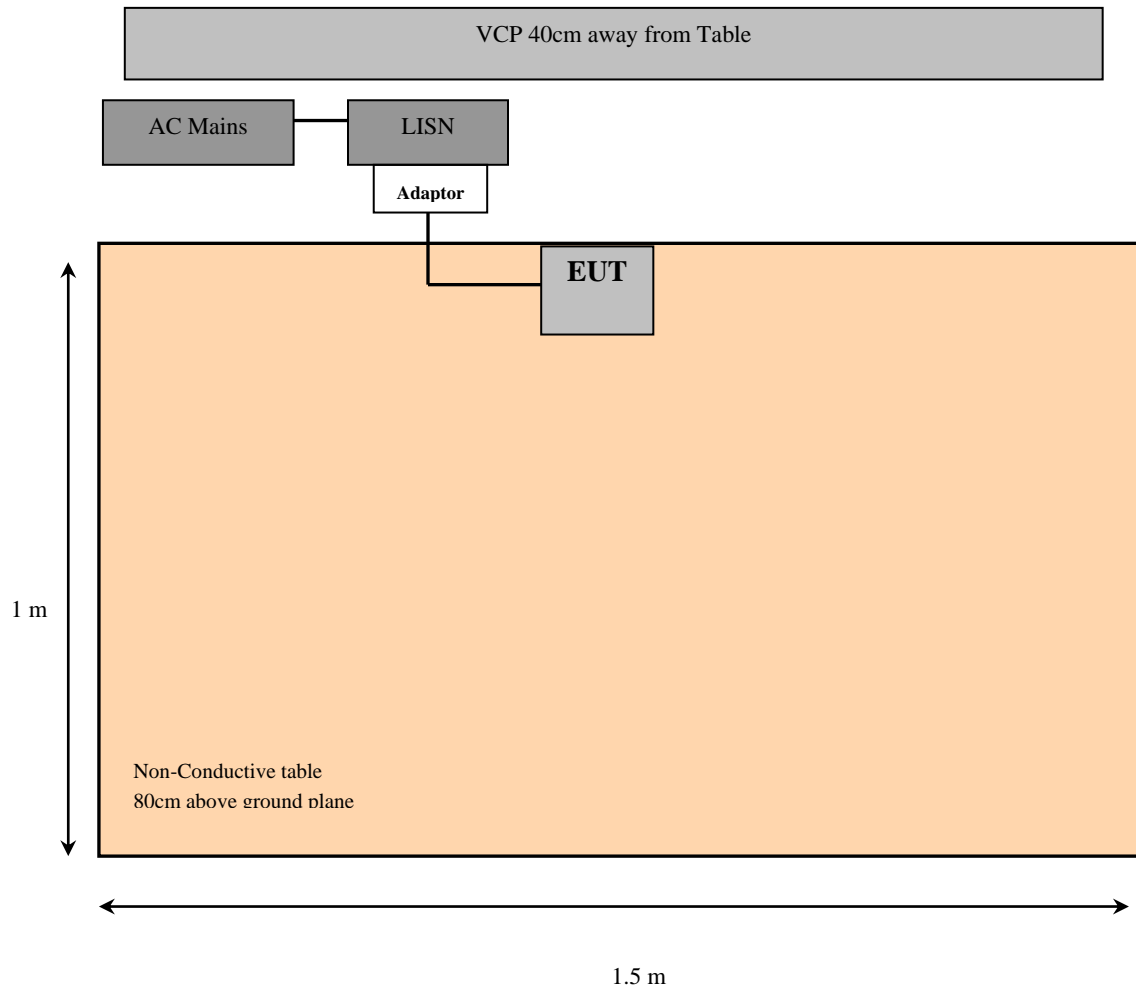 VCP 40cm away from Table
AC Mains
LISN
Adaptor
EUT
1 m
Non-Conductive table
80cm above ground plane
1.5 m